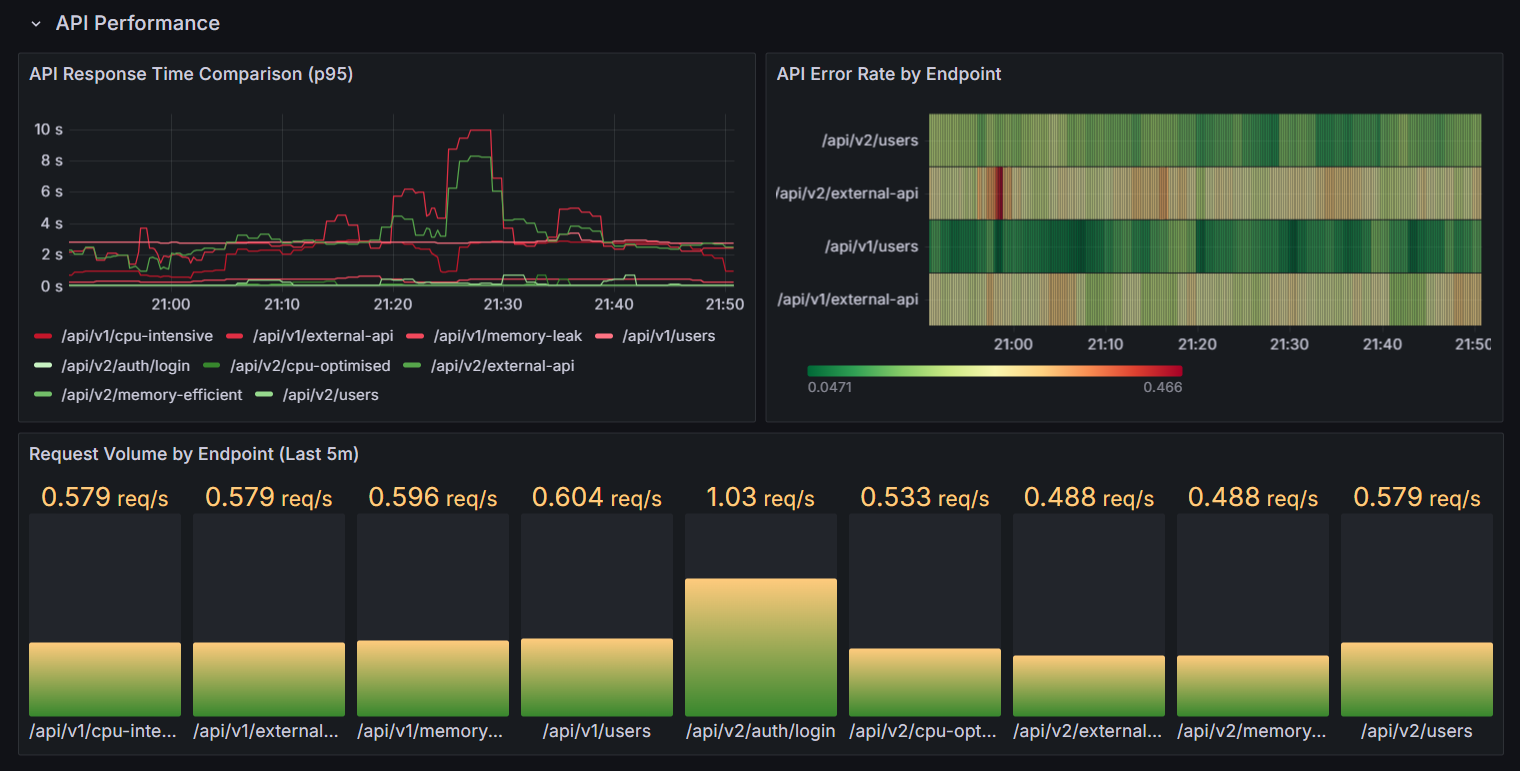 API Performance
API Response Time Comparison (p95)
10 s
8 s
6 s
4 s
2 s
0 s
21:00 21:10 21:20 21:30 21:40 21:50
/api/v1/cpu-intensive /api/v1/external-api /api/v1/memory-leak /api/v1/users
/api/v2/auth/login /api/v2/cpu-optimised /api/v2/external-api
/api/v2/memory-efficient /api/v2/users
API Error Rate by Endpoint
/api/v2/users
/api/v2/external-api
/api/v1/users
/api/v1/external-api
21:00 21:10 21:20 21:30 21:40 21:50
0.0471 0.466
Request Volume by Endpoint (Last 5m)
0.579 req/s 0.579 req/s 0.596 req/s 0.604 req/s 1.03 req/s 0.533 req/s 0.488 req/s 0.488 req/s 0.579 req/s
/api/v1/cpu-inte... /api/v1/external... /api/v1/memory... /api/v1/users /api/v2/auth/login /api/v2/cpu-opt... /api/v2/external... /api/v2/memory... /api/v2/users